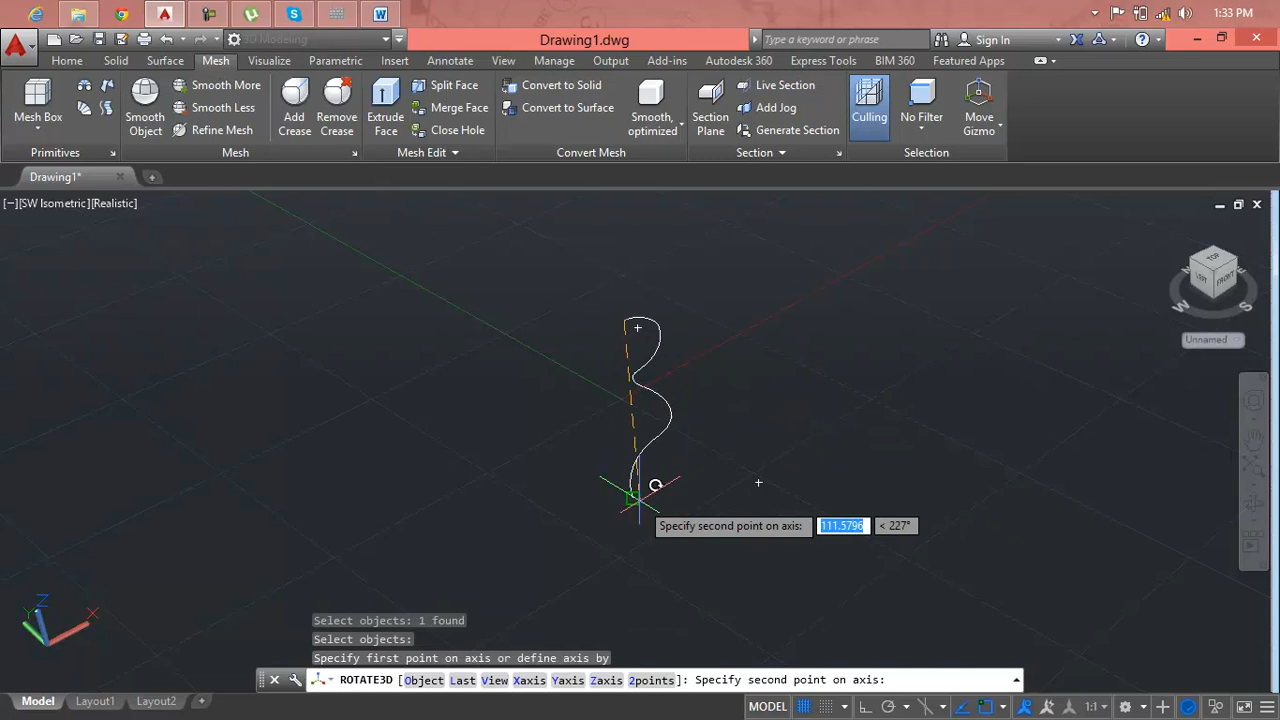 1:33 PM
3D Modeling
Drawing1.dwg
Type a keyword or phrase
Sign In
Home Solid Surface Mesh Visualize Parametric Insert Annotate View Manage Output Add-ins Autodesk 360 Express Tools BIM 360 Featured Apps
Mesh Box
Primitives
Smooth Object
Smooth More
Smooth Less
Refine Mesh
Mesh
Add Crease
Remove Crease
Extrude Face
Split Face
Merge Face
Close Hole
Mesh Edit
Convert to Solid
Convert to Surface
Smooth, optimized
Convert Mesh
Section Plane
Live Section
Add Jog
Generate Section
Section
Culling
No Filter
Move Gizmo
Selection
Drawing1*
[−][SW Isometric][Realistic]
TOP
LEFT FRONT
W S
Unnamed
Specify second point on axis: 111.5796 < 227°
Z
Y X
Select objects: 1 found
Select objects:
Specify first point on axis or define axis by
ROTATE3D [Object Last View Xaxis Yaxis Zaxis 2points]: Specify second point on axis:
Model Layout1 Layout2
MODEL 1:1